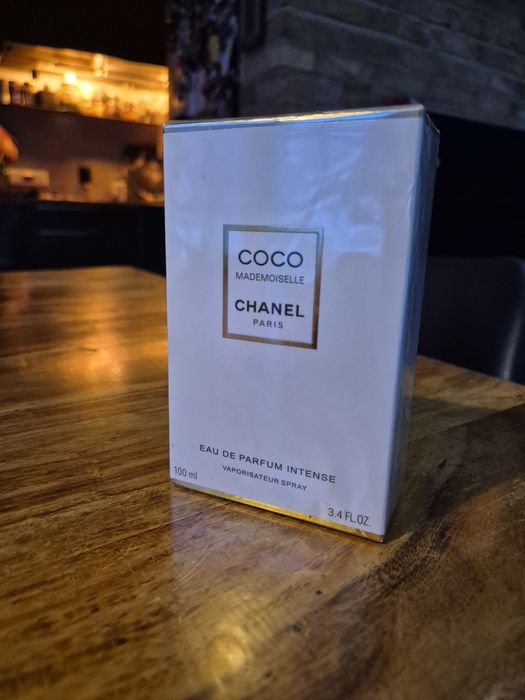 COCO
MADEMOISELLE
CHANEL
PARIS
EAU DE PARFUM INTENSE
VAPORISATEUR SPRAY
100 ml
3.4 FL.OZ.